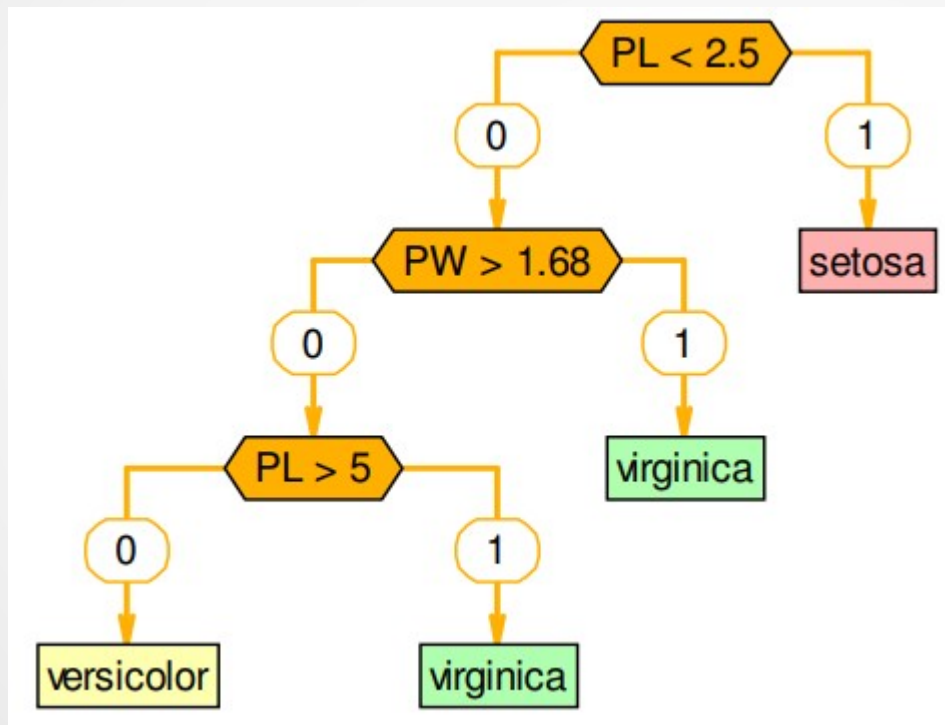 PL < 2.5
0
1
PW > 1.68
setosa
0
1
PL > 5
virginica
0
1
versicolor
virginica